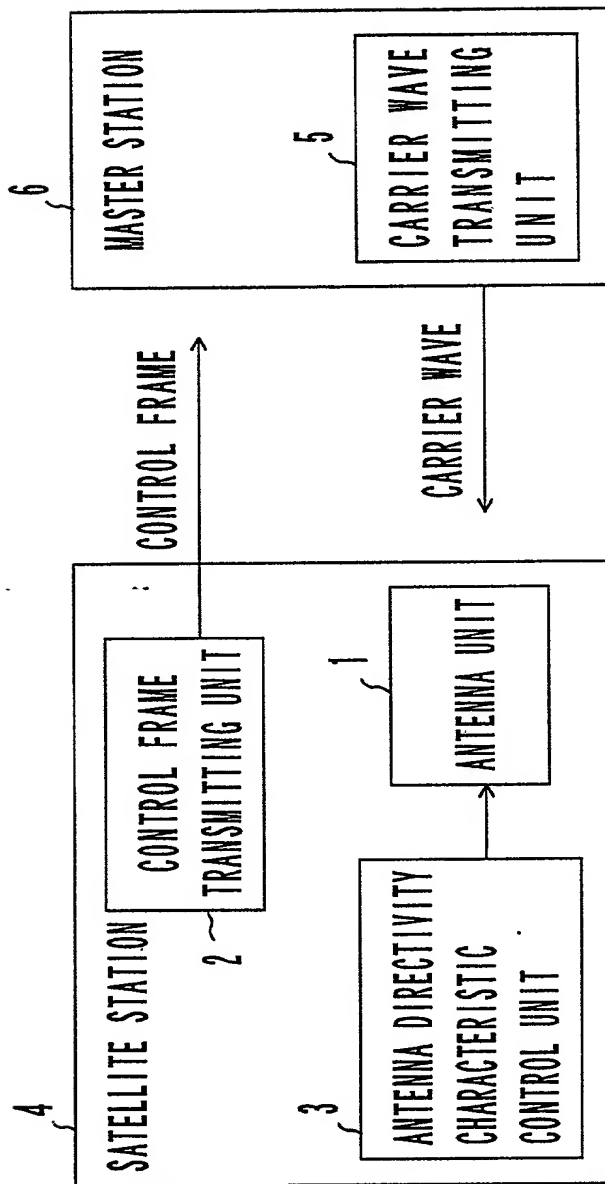 4
SATELLITE STATION
2
CONTROL FRAME
TRANSMITTING UNIT
3
ANTENNA DIRECTIVITY
CHARACTERISTIC
CONTROL UNIT
1
ANTENNA UNIT
CONTROL FRAME
CARRIER WAVE
6
MASTER STATION
5
CARRIER WAVE
TRANSMITTING
UNIT